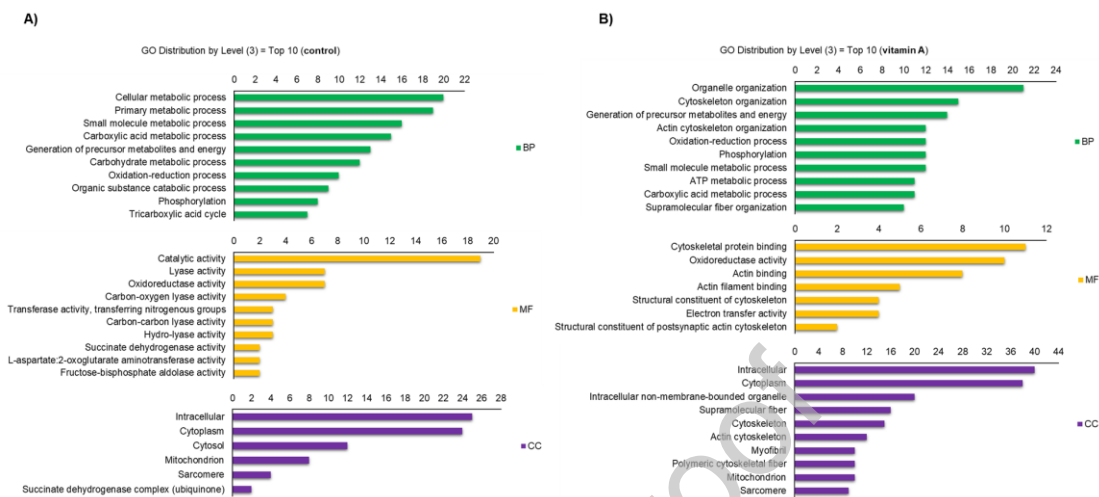 A)
GO Distribution by Level (3) = Top 10 (control)
0 2 4 6 8 10 12 14 16 18 20 22
Cellular metabolic process
Primary metabolic process
Small molecule metabolic process
Carboxylic acid metabolic process
Generation of precursor metabolites and energy
Carbohydrate metabolic process
Oxidation-reduction process
Organic substance catabolic process
Phosphorylation
Tricarboxylic acid cycle
BP
0 2 4 6 8 10 12 14 16 18 20
Catalytic activity
Lyase activity
Oxidoreductase activity
Carbon-oxygen lyase activity
Transferase activity, transferring nitrogenous groups
Carbon-carbon lyase activity
Hydro-lyase activity
Succinate dehydrogenase activity
L-aspartate:2-oxoglutarate aminotransferase activity
Fructose-bisphosphate aldolase activity
MF
0 2 4 6 8 10 12 14 16 18 20 22 24 26 28
Intracellular
Cytoplasm
Cytosol
Mitochondrion
Sarcomere
Succinate dehydrogenase complex (ubiquinone)
CC
B)
GO Distribution by Level (3) = Top 10 (vitamin A)
0 2 4 6 8 10 12 14 16 18 20 22 24
Organelle organization
Cytoskeleton organization
Generation of precursor metabolites and energy
Actin cytoskeleton organization
Oxidation-reduction process
Phosphorylation
Small molecule metabolic process
ATP metabolic process
Carboxylic acid metabolic process
Supramolecular fiber organization
BP
0 2 4 6 8 10 12
Cytoskeletal protein binding
Oxidoreductase activity
Actin binding
Actin filament binding
Structural constituent of cytoskeleton
Electron transfer activity
Structural constituent of postsynaptic actin cytoskeleton
MF
0 4 8 12 16 20 24 28 32 36 40 44
Intracellular
Cytoplasm
Intracellular non-membrane-bounded organelle
Supramolecular fiber
Cytoskeleton
Actin cytoskeleton
Myofibril
Polymeric cytoskeletal fiber
Mitochondrion
Sarcomere
CC